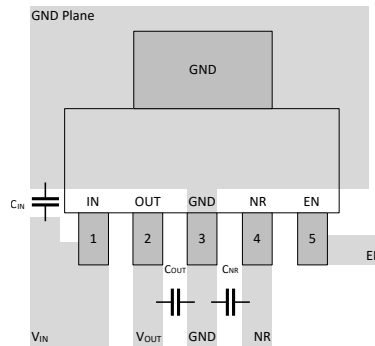 GND Plane
GND
CIN
IN OUT GND NR EN
1 2 3 4 5
COUT CNR
E
VIN VOUT GND NR